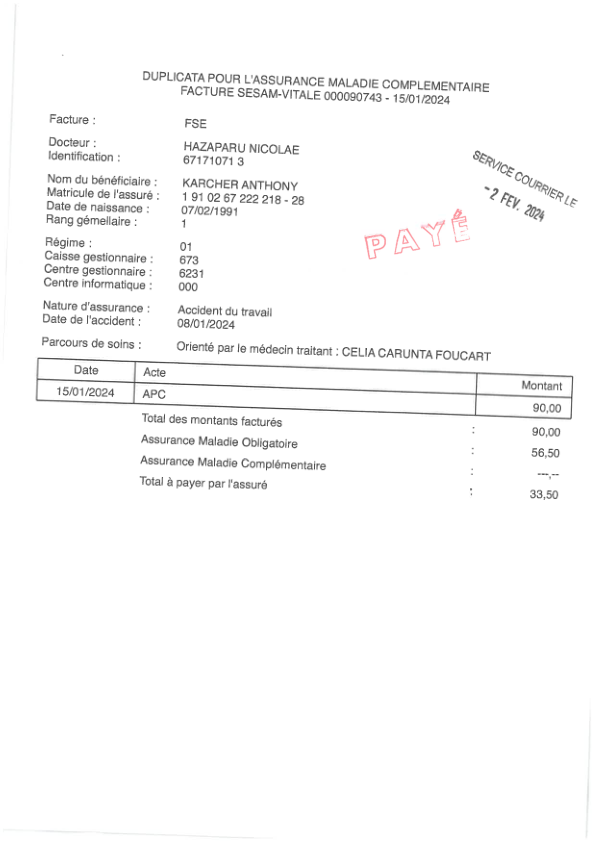 DUPLICATA POUR L'ASSURANCE MALADIE COMPLEMENTAIRE
FACTURE SESAM-VITALE 000090743 - 15/01/2024
Facture : FSE
Docteur : HAZAPARU NICOLAE
Identification : 67171071 3
SERVICE COURRIER LE
- 2 FEV. 2024
Nom du bénéficiaire : KARCHER ANTHONY
Matricule de l'assuré : 1 91 02 67 222 218 - 28
Date de naissance : 07/02/1991
Rang gémellaire : 1
PAYÉ
Régime : 01
Caisse gestionnaire : 673
Centre gestionnaire : 6231
Centre informatique : 000
Nature d'assurance : Accident du travail
Date de l'accident : 08/01/2024
Parcours de soins : Orienté par le médecin traitant : CELIA CARUNTA FOUCART
Date Acte Montant
15/01/2024 APC 90,00
Total des montants facturés : 90,00
Assurance Maladie Obligatoire : 56,50
Assurance Maladie Complémentaire : ---,--
Total à payer par l'assuré : 33,50